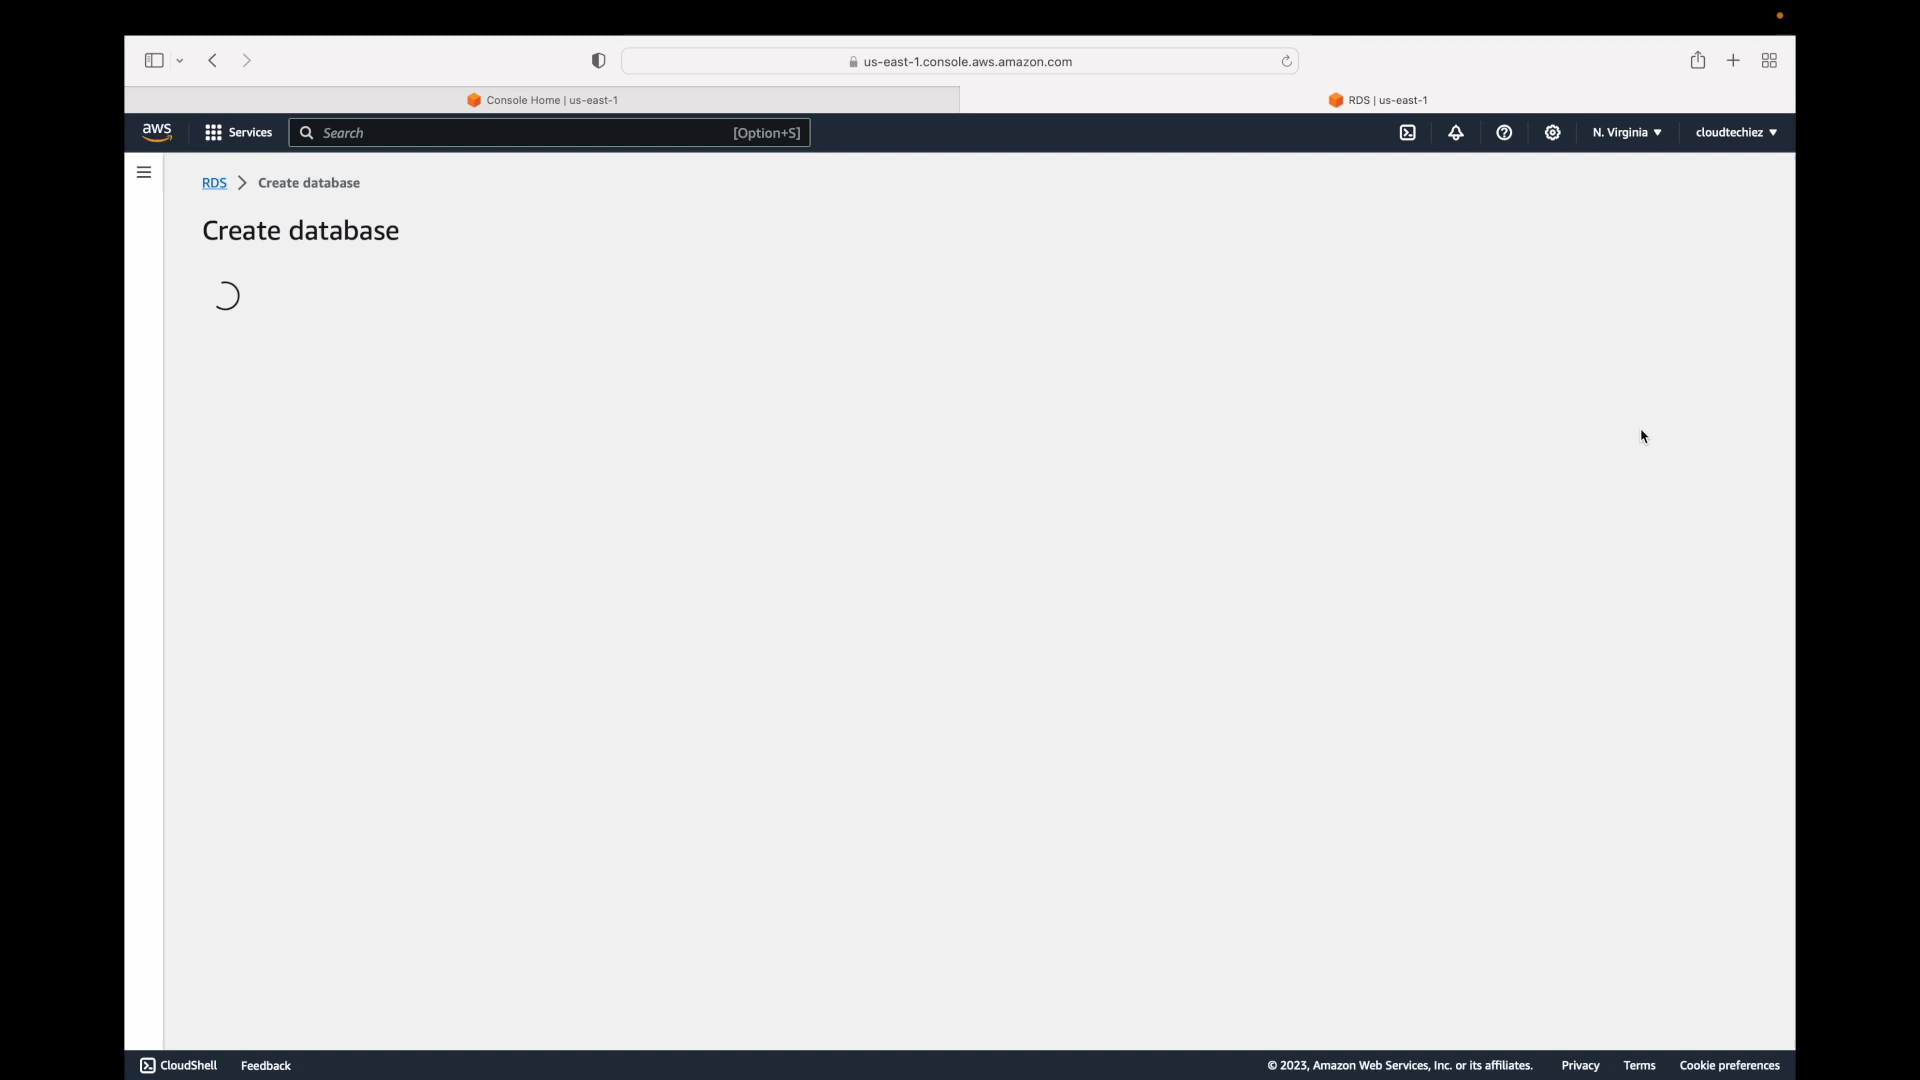 us-east-1.console.aws.amazon.com
Console Home | us-east-1
RDS | us-east-1
aws
Services
Search
[Option+S]
N. Virginia
cloudtechiez
RDS
Create database
Create database
CloudShell
Feedback
© 2023, Amazon Web Services, Inc. or its affiliates.
Privacy
Terms
Cookie preferences